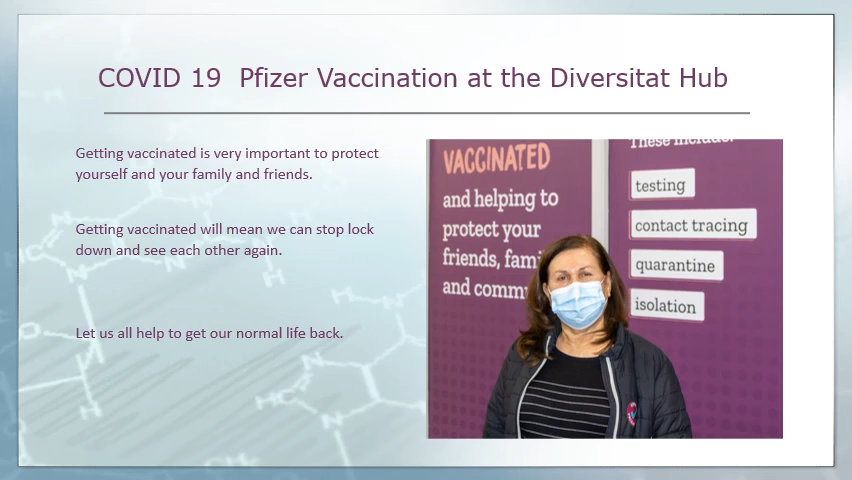 COVID 19  Pfizer Vaccination at the Diversitat Hub
Getting vaccinated is very important to protect
yourself and your family and friends.
Getting vaccinated will mean we can stop lock
down and see each other again.
Let us all help to get our normal life back.
VACCINATED
and helping to
protect your
friends,
and
These include:
testing
contact tracing
quarantine
isolation